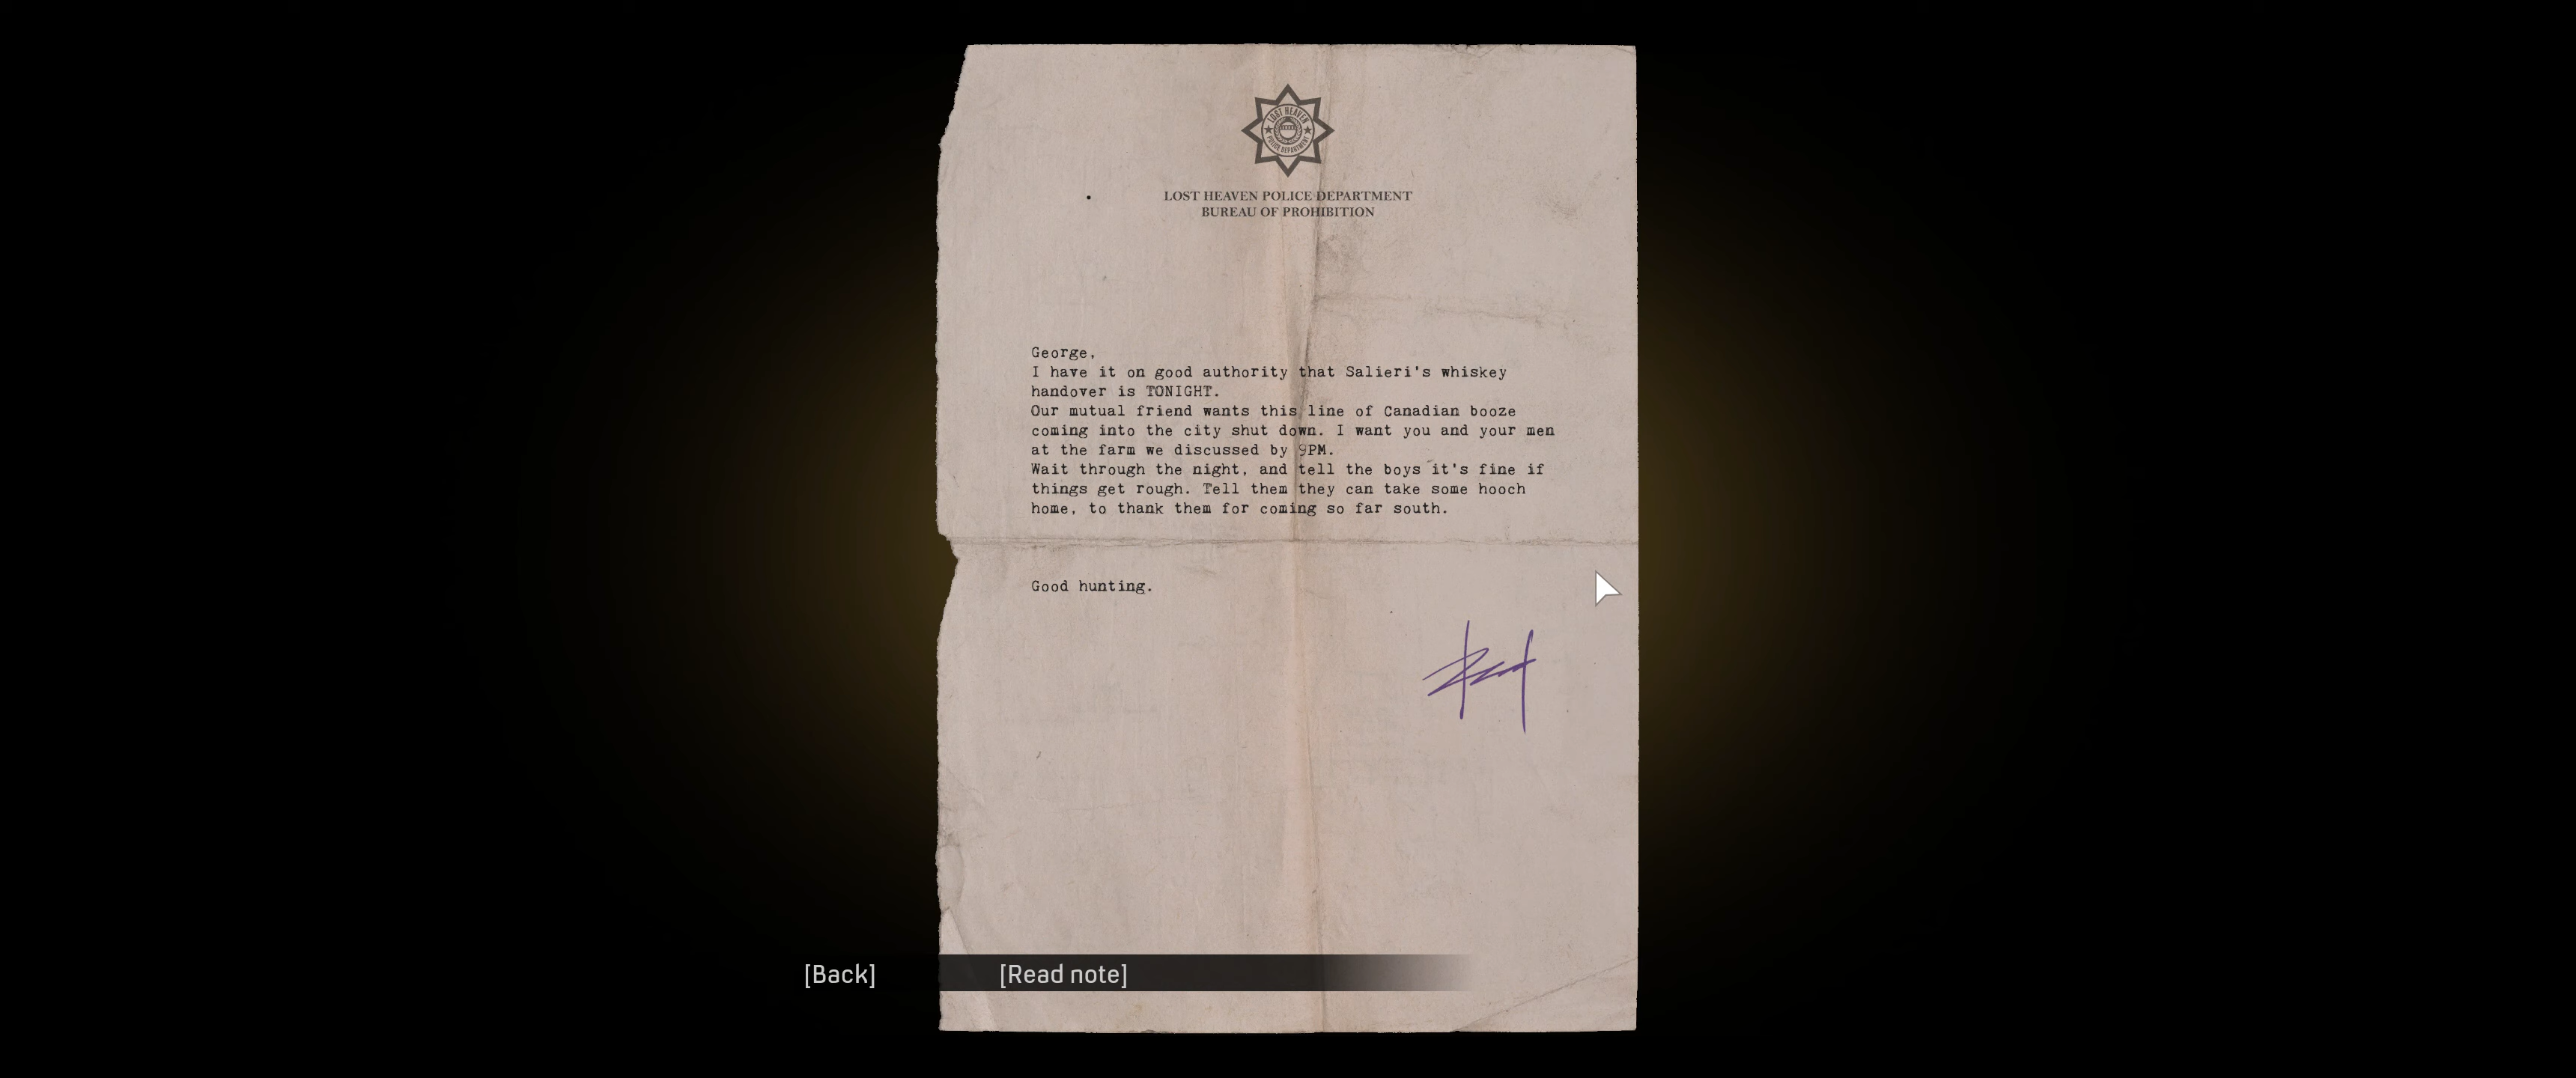 LOST HEAVEN
POLICE DEPARTMENT
LOST HEAVEN POLICE DEPARTMENT
BUREAU OF PROHIBITION
George,
I have it on good authority that Salieri's whiskey
handover is TONIGHT.
Our mutual friend wants this line of Canadian booze
coming into the city shut down. I want you and your men
at the farm we discussed by 9PM.
Wait through the night, and tell the boys it's fine if
things get rough. Tell them they can take some hooch
home, to thank them for coming so far south.
Good hunting.
[Back]
[Read note]